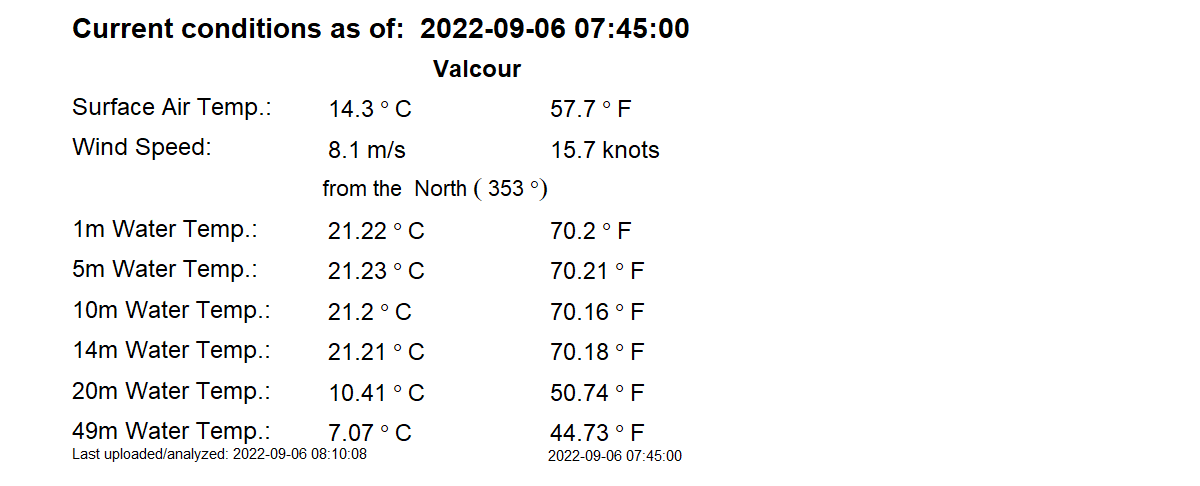 Current conditions as of: 2022-09-06 07:45:00
Valcour
Surface Air Temp.: 14.3 ° C 57.7 ° F
Wind Speed: 8.1 m/s 15.7 knots
from the North ( 353 °)
1m Water Temp.: 21.22 ° C 70.2 ° F
5m Water Temp.: 21.23 ° C 70.21 ° F
10m Water Temp.: 21.2 ° C 70.16 ° F
14m Water Temp.: 21.21 ° C 70.18 ° F
20m Water Temp.: 10.41 ° C 50.74 ° F
49m Water Temp.: 7.07 ° C 44.73 ° F
Last uploaded/analyzed: 2022-09-06 08:10:08 2022-09-06 07:45:00